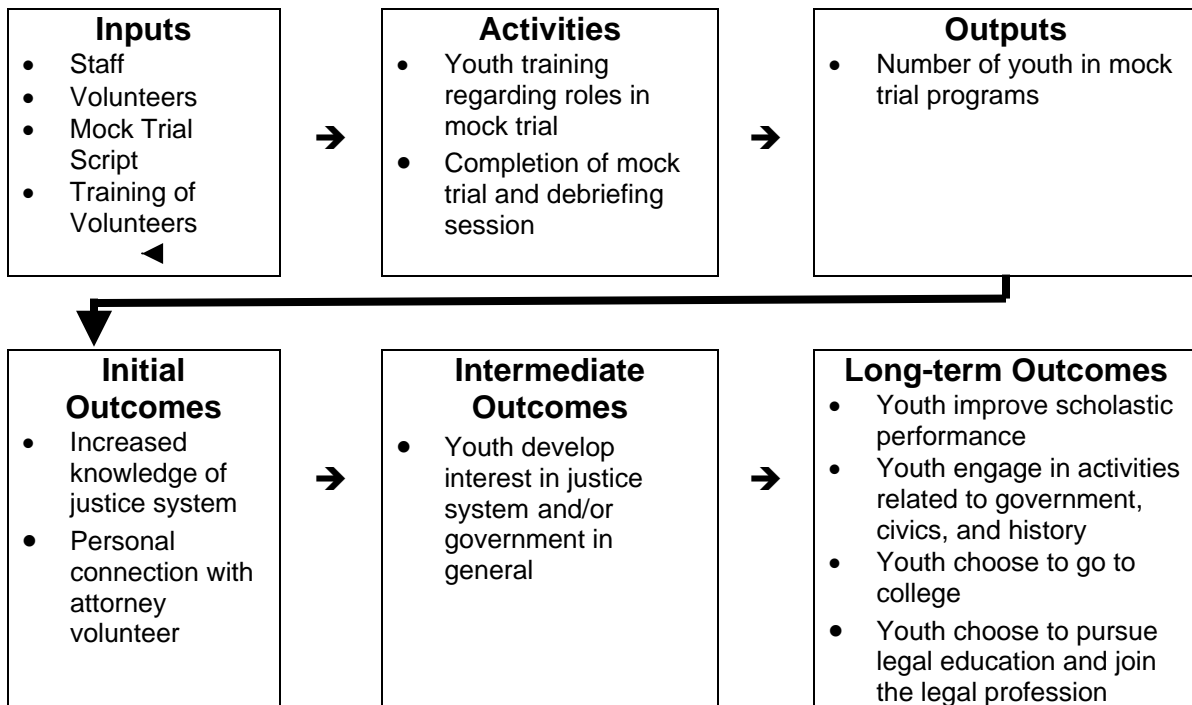 Inputs
• Staff
• Volunteers
• Mock Trial
Script
• Training of
Volunteers
Activities
• Youth training
regarding roles in
mock trial
• Completion of mock
trial and debriefing
session
Outputs
• Number of youth in mock
trial programs
Initial
Outcomes
• Increased
knowledge of
justice system
• Personal
connection with
attorney
volunteer
Intermediate
Outcomes
• Youth develop
interest in justice
system and/or
government in
general
Long-term Outcomes
• Youth improve scholastic
performance
• Youth engage in activities
related to government,
civics, and history
• Youth choose to go to
college
• Youth choose to pursue
legal education and join
the legal profession